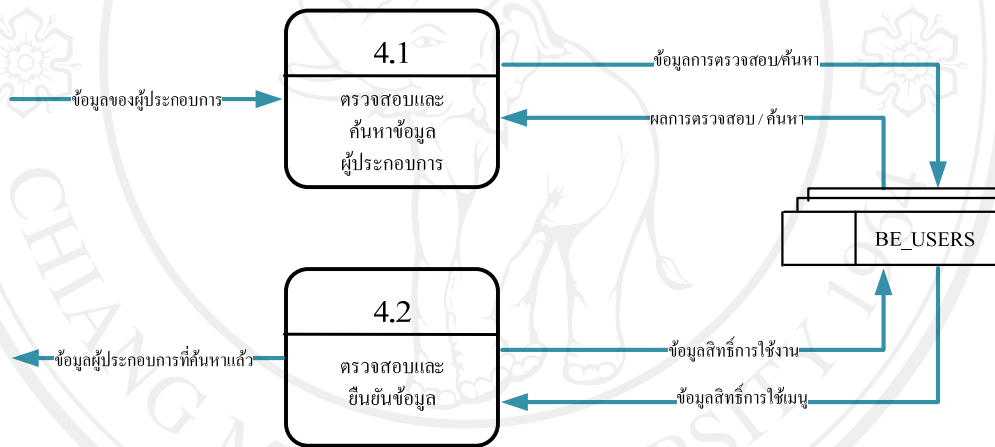 4.1
ตรวจสอบและ
ค้นหาข้อมูล
ผู้ประกอบการ
ข้อมูลของผู้ประกอบการ
ข้อมูลการตรวจสอบ/ค้นหา
ผลการตรวจสอบ / ค้นหา
BE_USERS
4.2
ตรวจสอบและ
ยืนยันข้อมูล
ข้อมูลผู้ประกอบการที่ค้นหาแล้ว
ข้อมูลสิทธิ์การใช้งาน
ข้อมูลสิทธิ์การใช้เมนู
CHIANG M
RSITY 1964